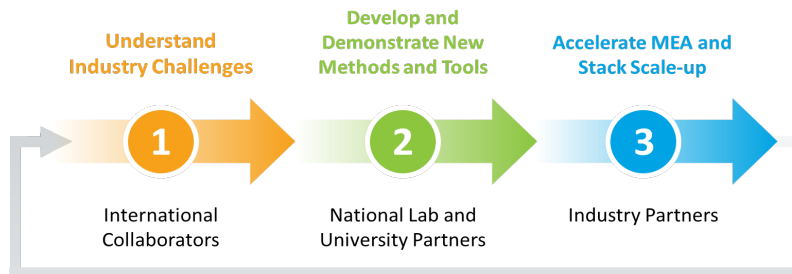 Understand
Industry Challenges
1
International
Collaborators
Develop and
Demonstrate New
Methods and Tools
2
National Lab and
University Partners
Accelerate MEA and
Stack Scale-up
3
Industry Partners